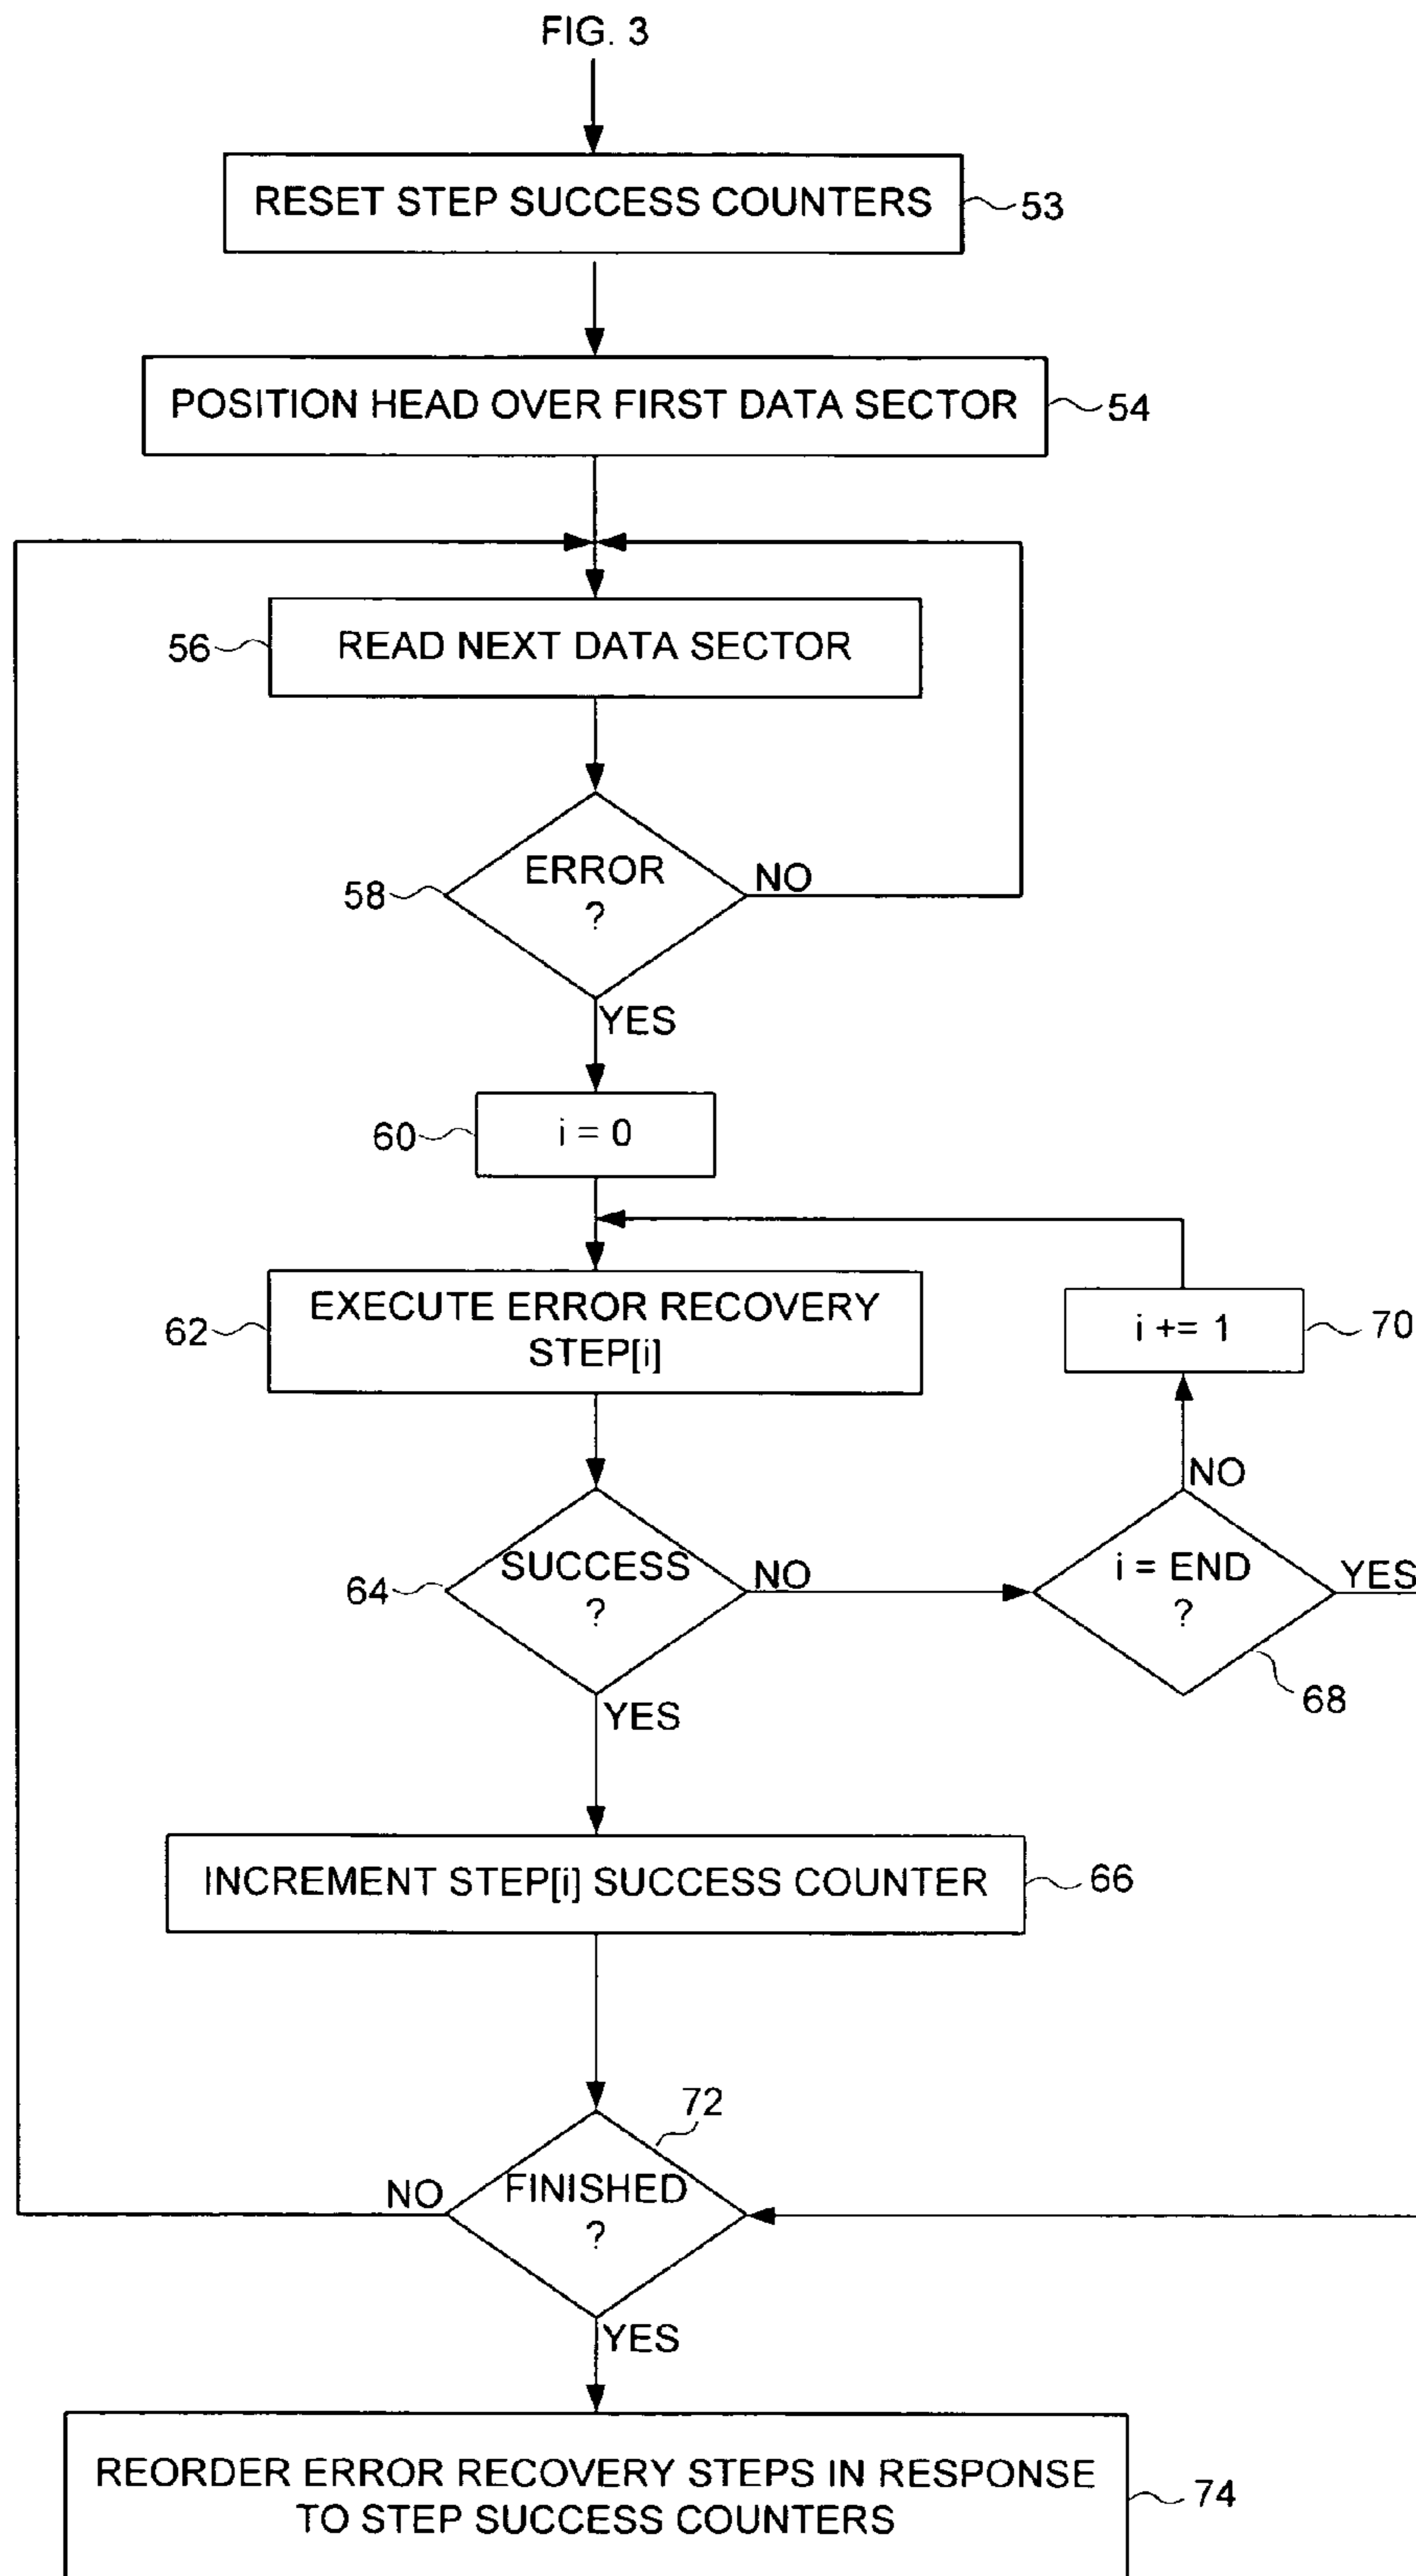 FIG. 3
RESET STEP SUCCESS COUNTERS
53
POSITION HEAD OVER FIRST DATA SECTOR
54
56
READ NEXT DATA SECTOR
58
ERROR
?
NO
YES
60
i = 0
62
EXECUTE ERROR RECOVERY
STEP[i]
i += 1
70
64
SUCCESS
?
NO
NO
i = END
?
YES
68
YES
INCREMENT STEP[i] SUCCESS COUNTER
66
72
NO
FINISHED
?
YES
REORDER ERROR RECOVERY STEPS IN RESPONSE
TO STEP SUCCESS COUNTERS
74